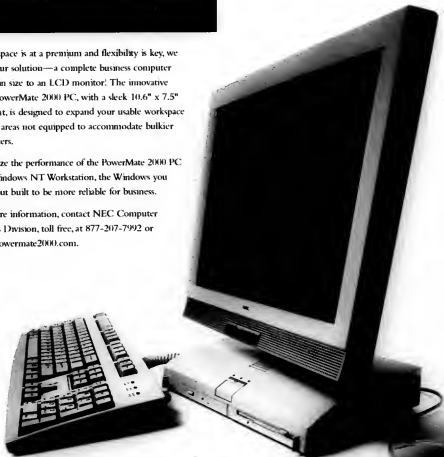 pace is at a premium and flexibility is key, we
ur solution—a complete business computer
n size to an LCD monitor! The innovative
owerMate 2000 PC, with a sleek 10.6" x 7.5"
nt, is designed to expand your usable workspace
areas not equipped to accommodate bulkier
ers.
ze the performance of the PowerMate 2000 PC
indows NT Workstation, the Windows you
ut built to be more reliable for business.
re information, contact NEC Computer
s Division, toll free, at 877-207-7992 or
owermate2000.com.
NEC